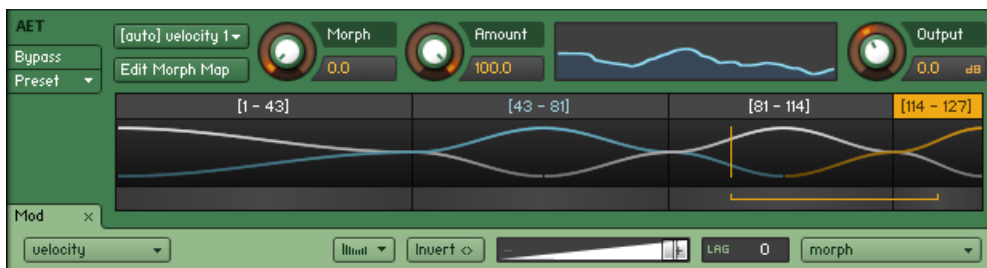 AET
[auto] velocity 1
Morph
Amount
Output
Bypass
Edit Morph Map
0.0
100.0
0.0 dB
Preset
[1 - 43]
[43 - 81]
[81 - 114]
[114 - 127]
Mod ×
velocity
Invert <>
LAG 0
morph